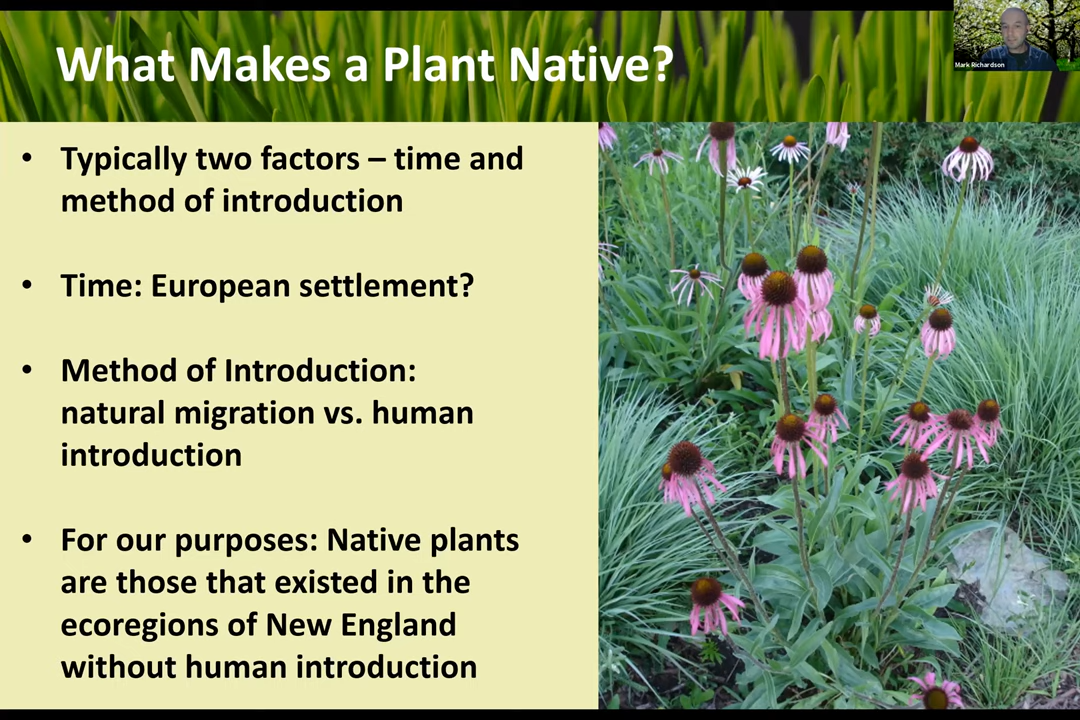 What Makes a Plant Native?
Mark Richardson
• Typically two factors – time and
method of introduction
• Time: European settlement?
• Method of Introduction:
natural migration vs. human
introduction
• For our purposes: Native plants
are those that existed in the
ecoregions of New England
without human introduction